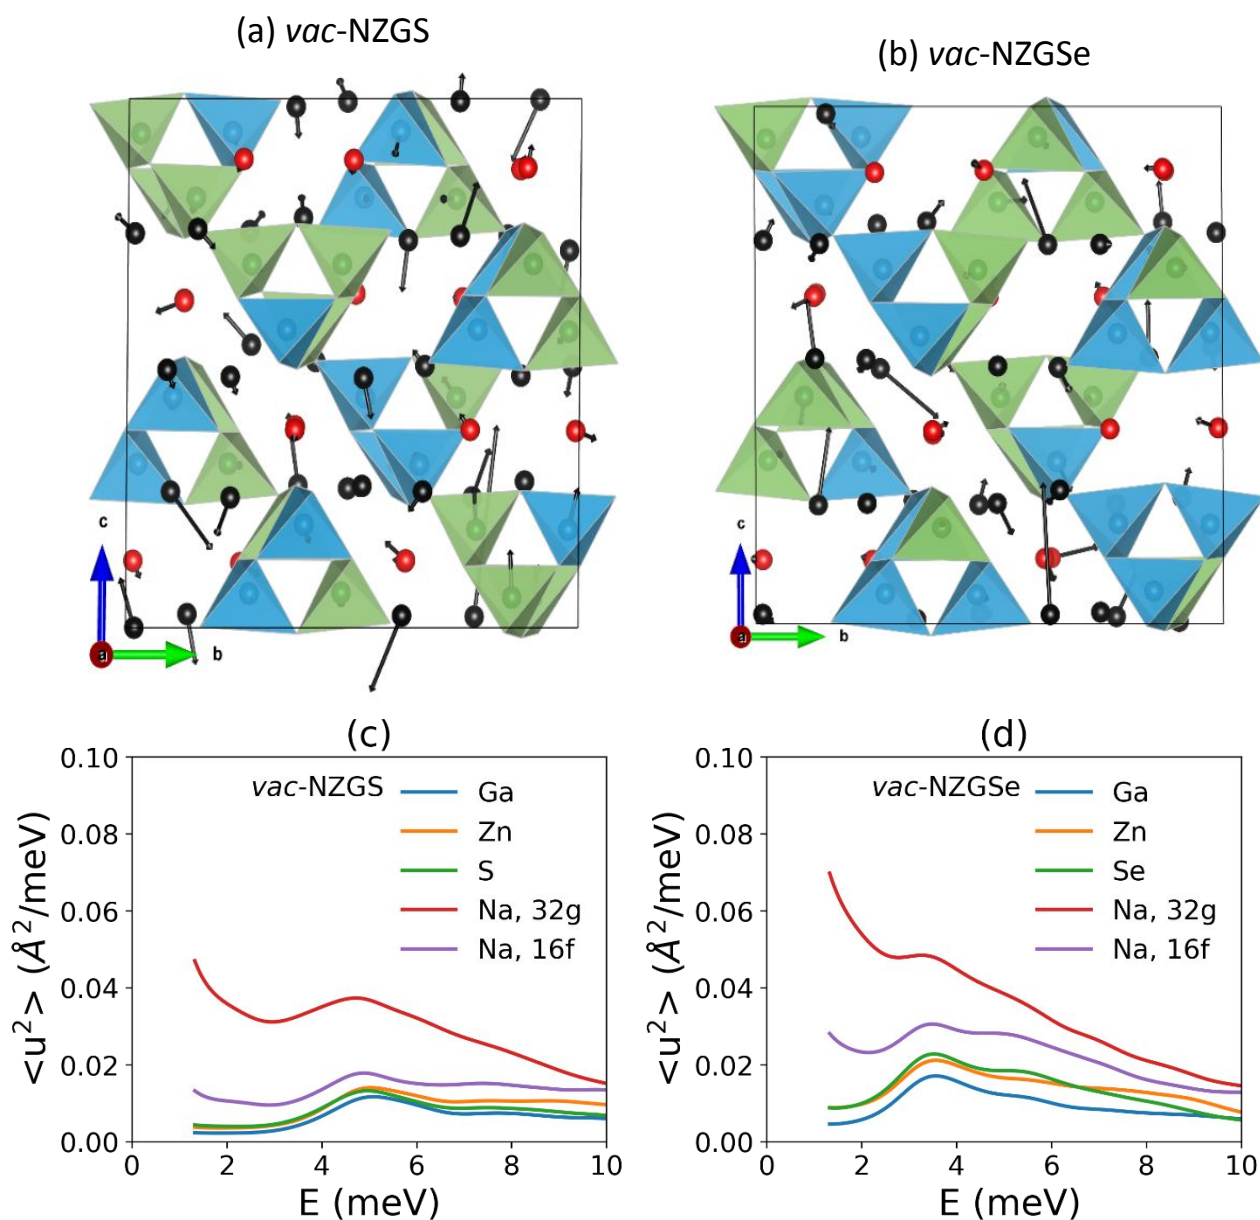 (a) vac-NZGS
(b) vac-NZGSe
c
a
b
c
a
b
(c)
(d)
vac-NZGS
Ga
Zn
S
Na, 32g
Na, 16f
0.10
0.08
0.06
0.04
0.02
0.00
0 2 4 6 8 10
E (meV)
<u²> (Å²/meV)
vac-NZGSe
Ga
Zn
Se
Na, 32g
Na, 16f
0.10
0.08
0.06
0.04
0.02
0.00
0 2 4 6 8 10
E (meV)
<u²> (Å²/meV)